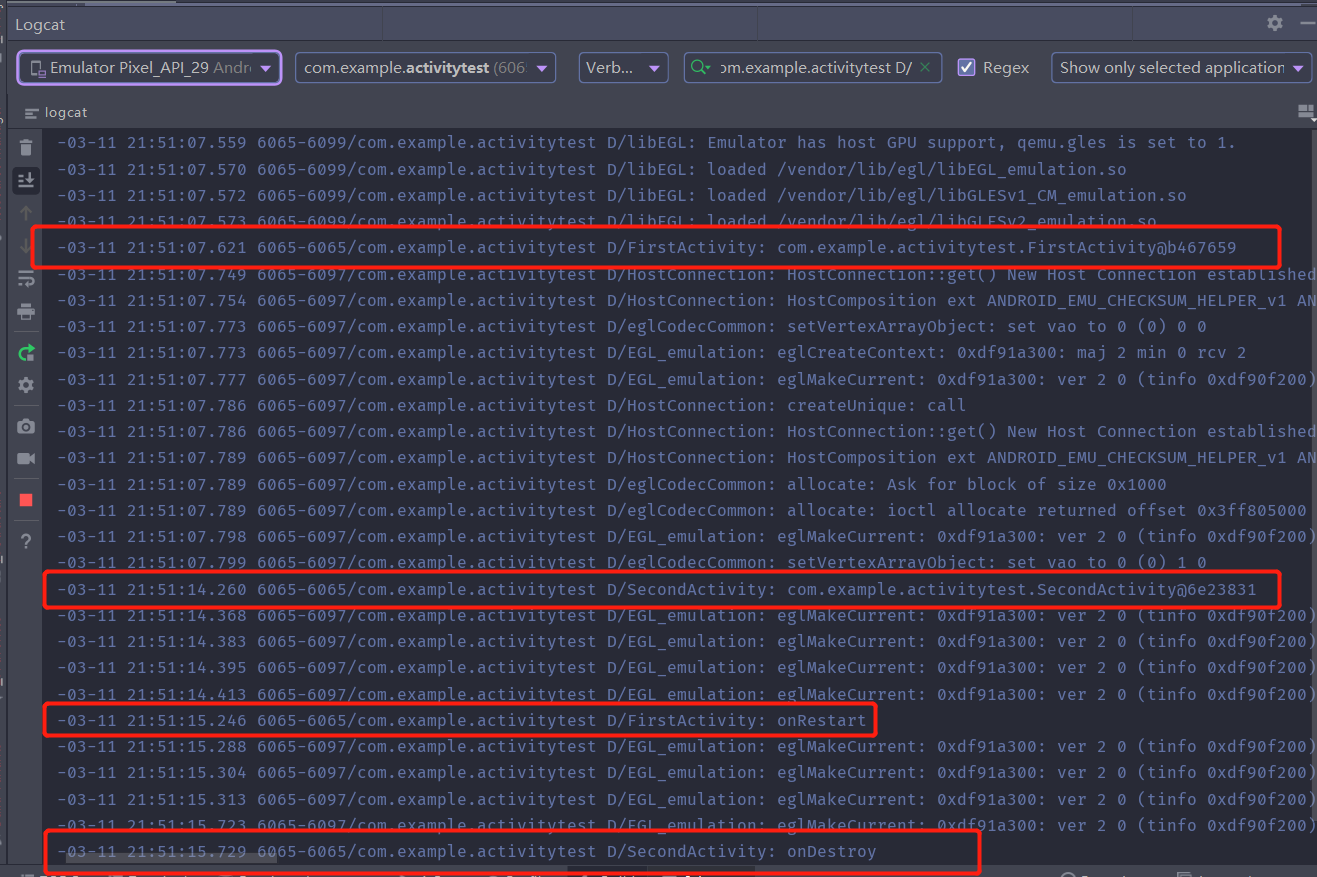 Logcat
Emulator Pixel_API_29 Andr
com.example.activitytest (606
Verb...
om.example.activitytest D/
Regex
Show only selected application
logcat
-03-11 21:51:07.559 6065-6099/com.example.activitytest D/libEGL: Emulator has host GPU support, qemu.gles is set to 1.
-03-11 21:51:07.570 6065-6099/com.example.activitytest D/libEGL: loaded /vendor/lib/egl/libEGL_emulation.so
-03-11 21:51:07.572 6065-6099/com.example.activitytest D/libEGL: loaded /vendor/lib/egl/libGLESv1_CM_emulation.so
-03-11 21:51:07.573 6065-6099/com.example.activitytest D/libEGL: loaded /vendor/lib/egl/libGLESv2_emulation.so
-03-11 21:51:07.621 6065-6065/com.example.activitytest D/FirstActivity: com.example.activitytest.FirstActivity@b467659
-03-11 21:51:07.749 6065-6097/com.example.activitytest D/HostConnection: HostConnection::get() New Host Connection established
-03-11 21:51:07.754 6065-6097/com.example.activitytest D/HostConnection: HostComposition ext ANDROID_EMU_CHECKSUM_HELPER_v1 AN
-03-11 21:51:07.773 6065-6097/com.example.activitytest D/eglCodecCommon: setVertexArrayObject: set vao to 0 (0) 0 0
-03-11 21:51:07.773 6065-6097/com.example.activitytest D/EGL_emulation: eglCreateContext: 0xdf91a300: maj 2 min 0 rcv 2
-03-11 21:51:07.777 6065-6097/com.example.activitytest D/EGL_emulation: eglMakeCurrent: 0xdf91a300: ver 2 0 (tinfo 0xdf90f200)
-03-11 21:51:07.786 6065-6097/com.example.activitytest D/HostConnection: createUnique: call
-03-11 21:51:07.786 6065-6097/com.example.activitytest D/HostConnection: HostConnection::get() New Host Connection established
-03-11 21:51:07.789 6065-6097/com.example.activitytest D/HostConnection: HostComposition ext ANDROID_EMU_CHECKSUM_HELPER_v1 AN
-03-11 21:51:07.789 6065-6097/com.example.activitytest D/eglCodecCommon: allocate: Ask for block of size 0x1000
-03-11 21:51:07.789 6065-6097/com.example.activitytest D/eglCodecCommon: allocate: ioctl allocate returned offset 0x3ff805000
-03-11 21:51:07.798 6065-6097/com.example.activitytest D/EGL_emulation: eglMakeCurrent: 0xdf91a300: ver 2 0 (tinfo 0xdf90f200)
-03-11 21:51:07.799 6065-6097/com.example.activitytest D/eglCodecCommon: setVertexArrayObject: set vao to 0 (0) 1 0
-03-11 21:51:14.260 6065-6065/com.example.activitytest D/SecondActivity: com.example.activitytest.SecondActivity@6e23831
-03-11 21:51:14.368 6065-6097/com.example.activitytest D/EGL_emulation: eglMakeCurrent: 0xdf91a300: ver 2 0 (tinfo 0xdf90f200)
-03-11 21:51:14.383 6065-6097/com.example.activitytest D/EGL_emulation: eglMakeCurrent: 0xdf91a300: ver 2 0 (tinfo 0xdf90f200)
-03-11 21:51:14.395 6065-6097/com.example.activitytest D/EGL_emulation: eglMakeCurrent: 0xdf91a300: ver 2 0 (tinfo 0xdf90f200)
-03-11 21:51:14.413 6065-6097/com.example.activitytest D/EGL_emulation: eglMakeCurrent: 0xdf91a300: ver 2 0 (tinfo 0xdf90f200)
-03-11 21:51:15.246 6065-6065/com.example.activitytest D/FirstActivity: onRestart
-03-11 21:51:15.288 6065-6097/com.example.activitytest D/EGL_emulation: eglMakeCurrent: 0xdf91a300: ver 2 0 (tinfo 0xdf90f200)
-03-11 21:51:15.304 6065-6097/com.example.activitytest D/EGL_emulation: eglMakeCurrent: 0xdf91a300: ver 2 0 (tinfo 0xdf90f200)
-03-11 21:51:15.313 6065-6097/com.example.activitytest D/EGL_emulation: eglMakeCurrent: 0xdf91a300: ver 2 0 (tinfo 0xdf90f200)
-03-11 21:51:15.723 6065-6097/com.example.activitytest D/EGL_emulation: eglMakeCurrent: 0xdf91a300: ver 2 0 (tinfo 0xdf90f200)
-03-11 21:51:15.729 6065-6065/com.example.activitytest D/SecondActivity: onDestroy